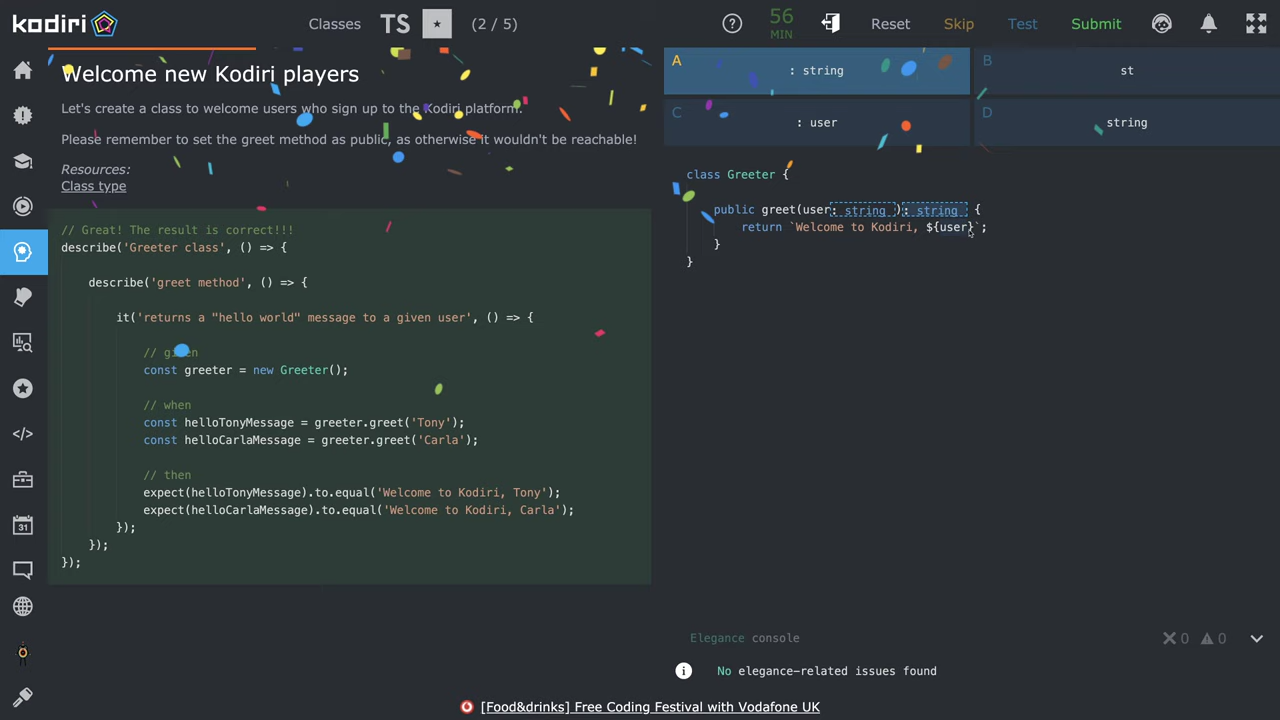 kodiri
Classes TS (2 / 5)
56
MIN
Reset Skip Test Submit
Welcome new Kodiri players
Let's create a class to welcome users who sign up to the Kodiri platform.
Please remember to set the greet method as public, as otherwise it wouldn't be reachable!
Resources:
Class type
// Great! The result is correct!!!
describe('Greeter class', () => {
describe('greet method', () => {
it('returns a "hello world" message to a given user', () => {
// given
const greeter = new Greeter();
// when
const helloTonyMessage = greeter.greet('Tony');
const helloCarlaMessage = greeter.greet('Carla');
// then
expect(helloTonyMessage).to.equal('Welcome to Kodiri, Tony');
expect(helloCarlaMessage).to.equal('Welcome to Kodiri, Carla');
});
});
});
A : string
B st
C : user
D string
class Greeter {
public greet(user: string ): string {
return `Welcome to Kodiri, ${user}`;
}
}
Elegance console
0 0
No elegance-related issues found
31
[Food&drinks] Free Coding Festival with Vodafone UK